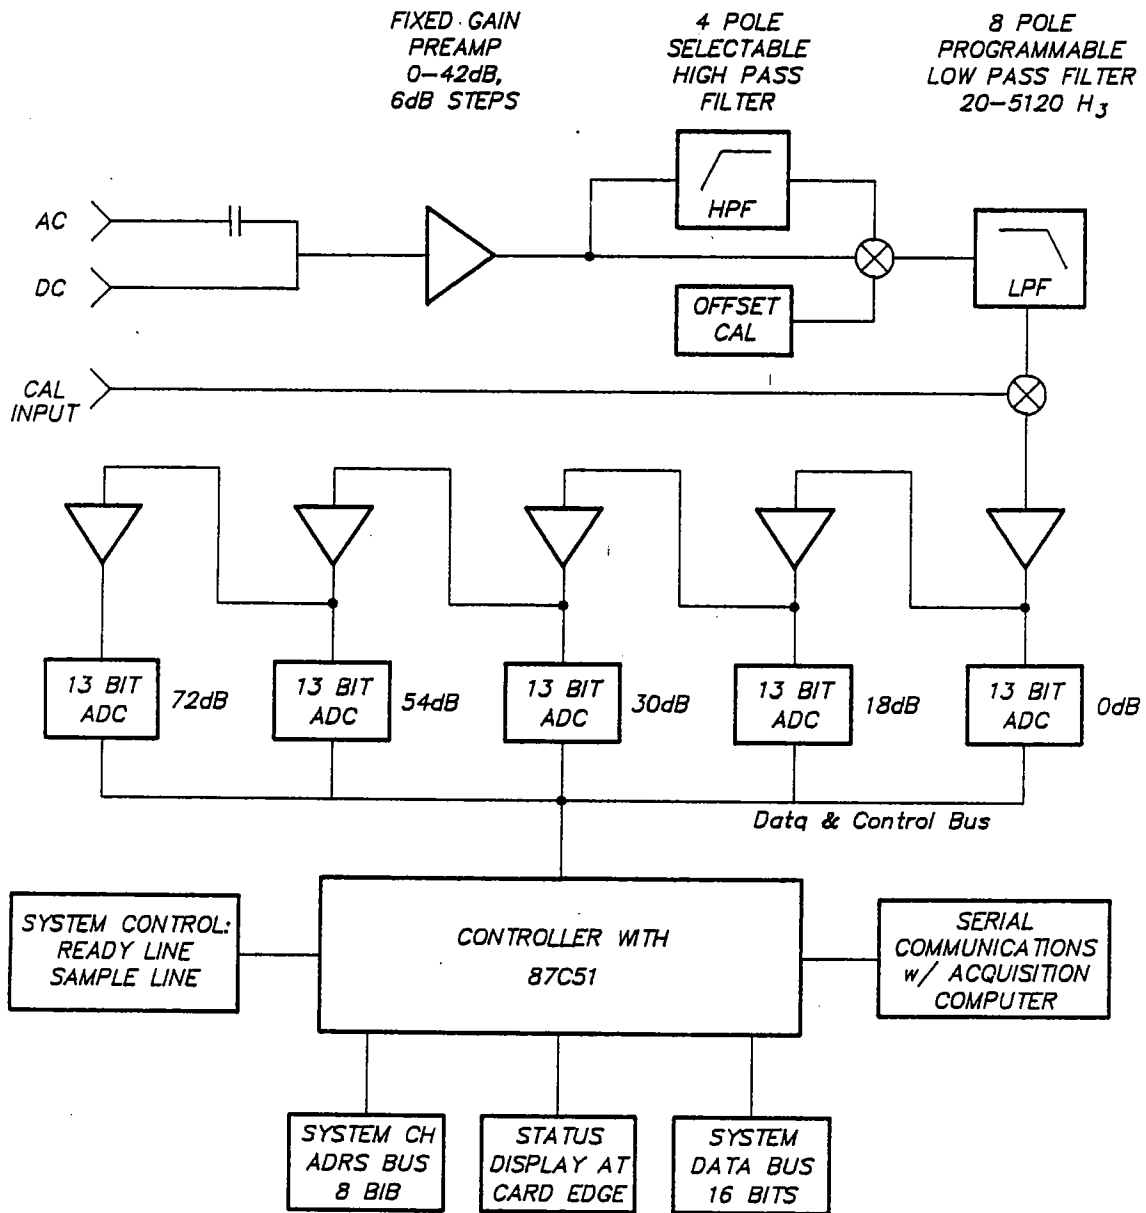 FIXED GAIN
PREAMP
0-42dB,
6dB STEPS
4 POLE
SELECTABLE
HIGH PASS
FILTER
8 POLE
PROGRAMMABLE
LOW PASS FILTER
20-5120 H3
AC
DC
HPF
OFFSET
CAL
LPF
CAL
INPUT
13 BIT
ADC
72dB
13 BIT
ADC
54dB
13 BIT
ADC
30dB
13 BIT
ADC
18dB
13 BIT
ADC
0dB
Data & Control Bus
SYSTEM CONTROL:
READY LINE
SAMPLE LINE
CONTROLLER WITH
87C51
SERIAL
COMMUNICATIONS
w/ ACQUISITION
COMPUTER
SYSTEM CH
ADRS BUS
8 BIB
STATUS
DISPLAY AT
CARD EDGE
SYSTEM
DATA BUS
16 BITS